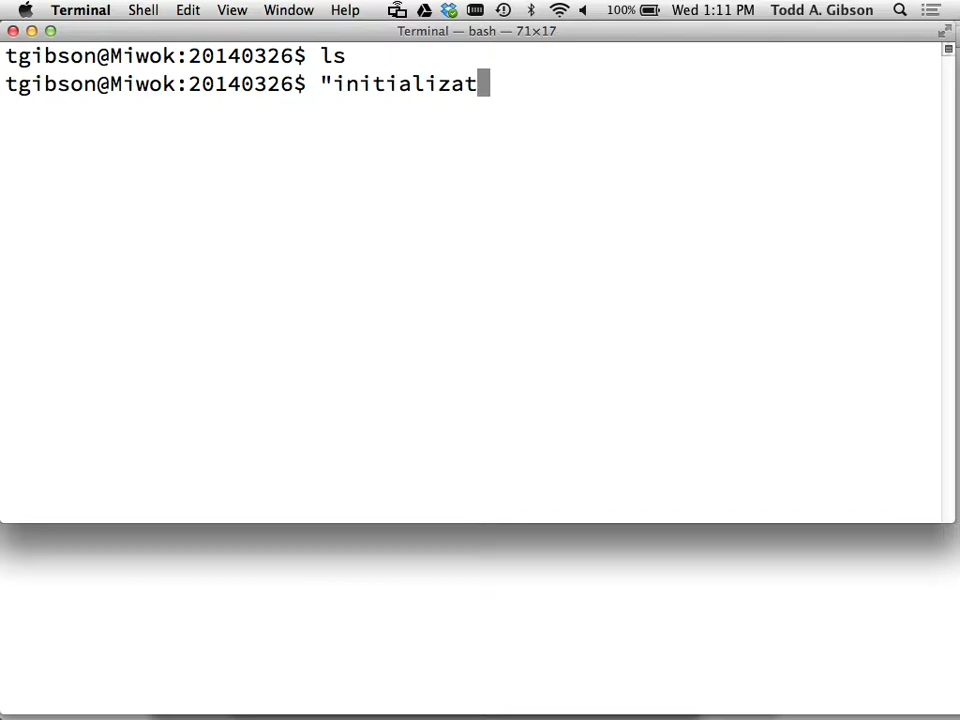 Terminal Shell Edit View Window Help 100% Wed 1:11 PM Todd A. Gibson
Terminal — bash — 71×17
tgibson@Miwok:20140326$ ls
tgibson@Miwok:20140326$ "initializat